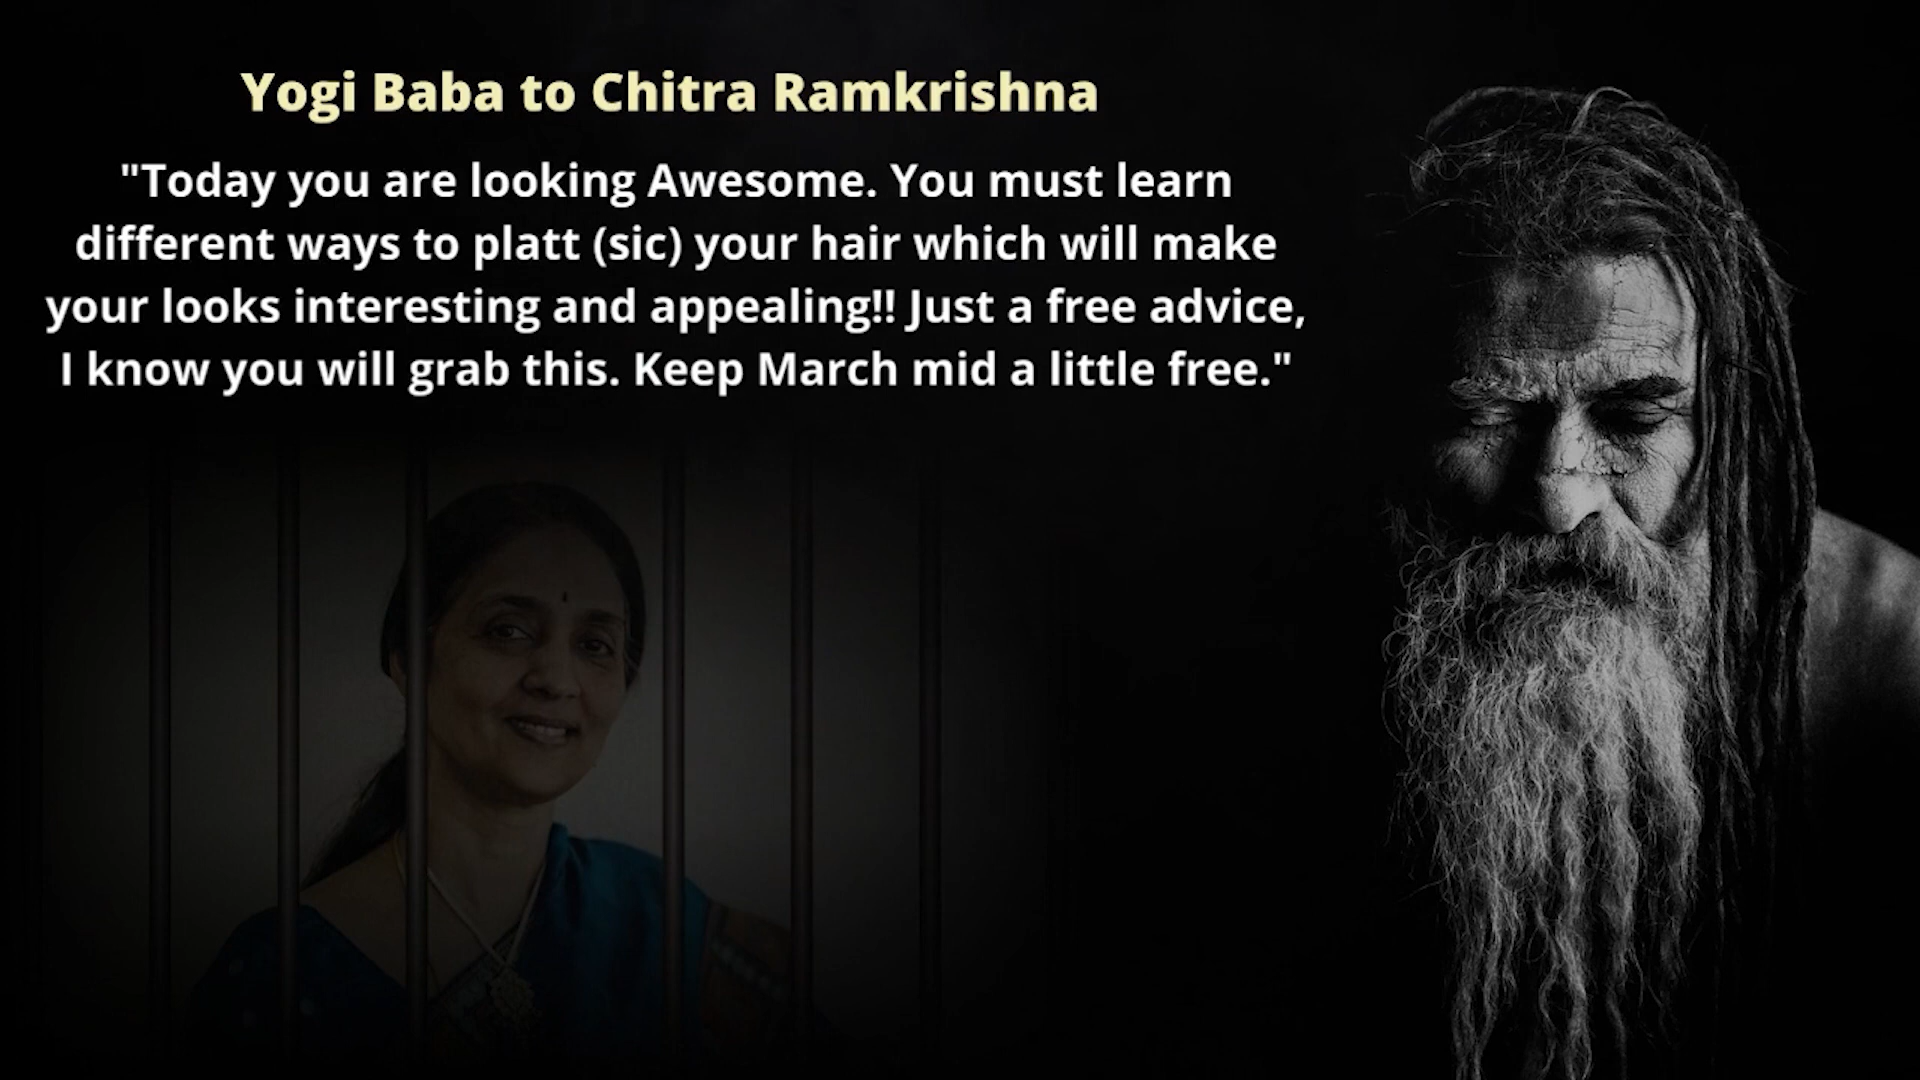 Yogi Baba to Chitra Ramkrishna
"Today you are looking Awesome. You must learn
different ways to platt (sic) your hair which will make
your looks interesting and appealing!! Just a free advice,
I know you will grab this. Keep March mid a little free."